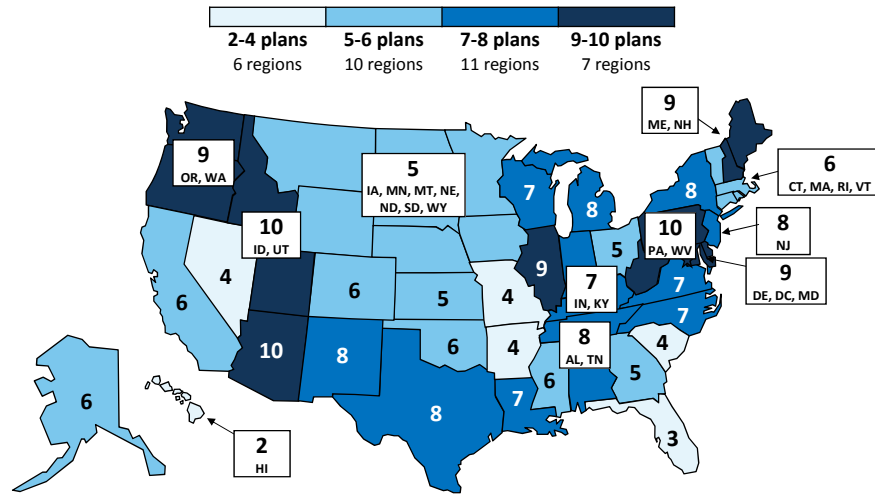 2-4 plans 5-6 plans 7-8 plans 9-10 plans
6 regions 10 regions 11 regions 7 regions
9
ME, NH
9
OR, WA
5
IA, MN, MT, NE,
ND, SD, WY
6
CT, MA, RI, VT
7
8
8
10
ID, UT
10
PA, WV
8
NJ
4
6
6
5
9
5
7
IN, KY
7
9
DE, DC, MD
4
7
10
8
6
4
8
AL, TN
4
6
5
8
7
6
3
2
HI